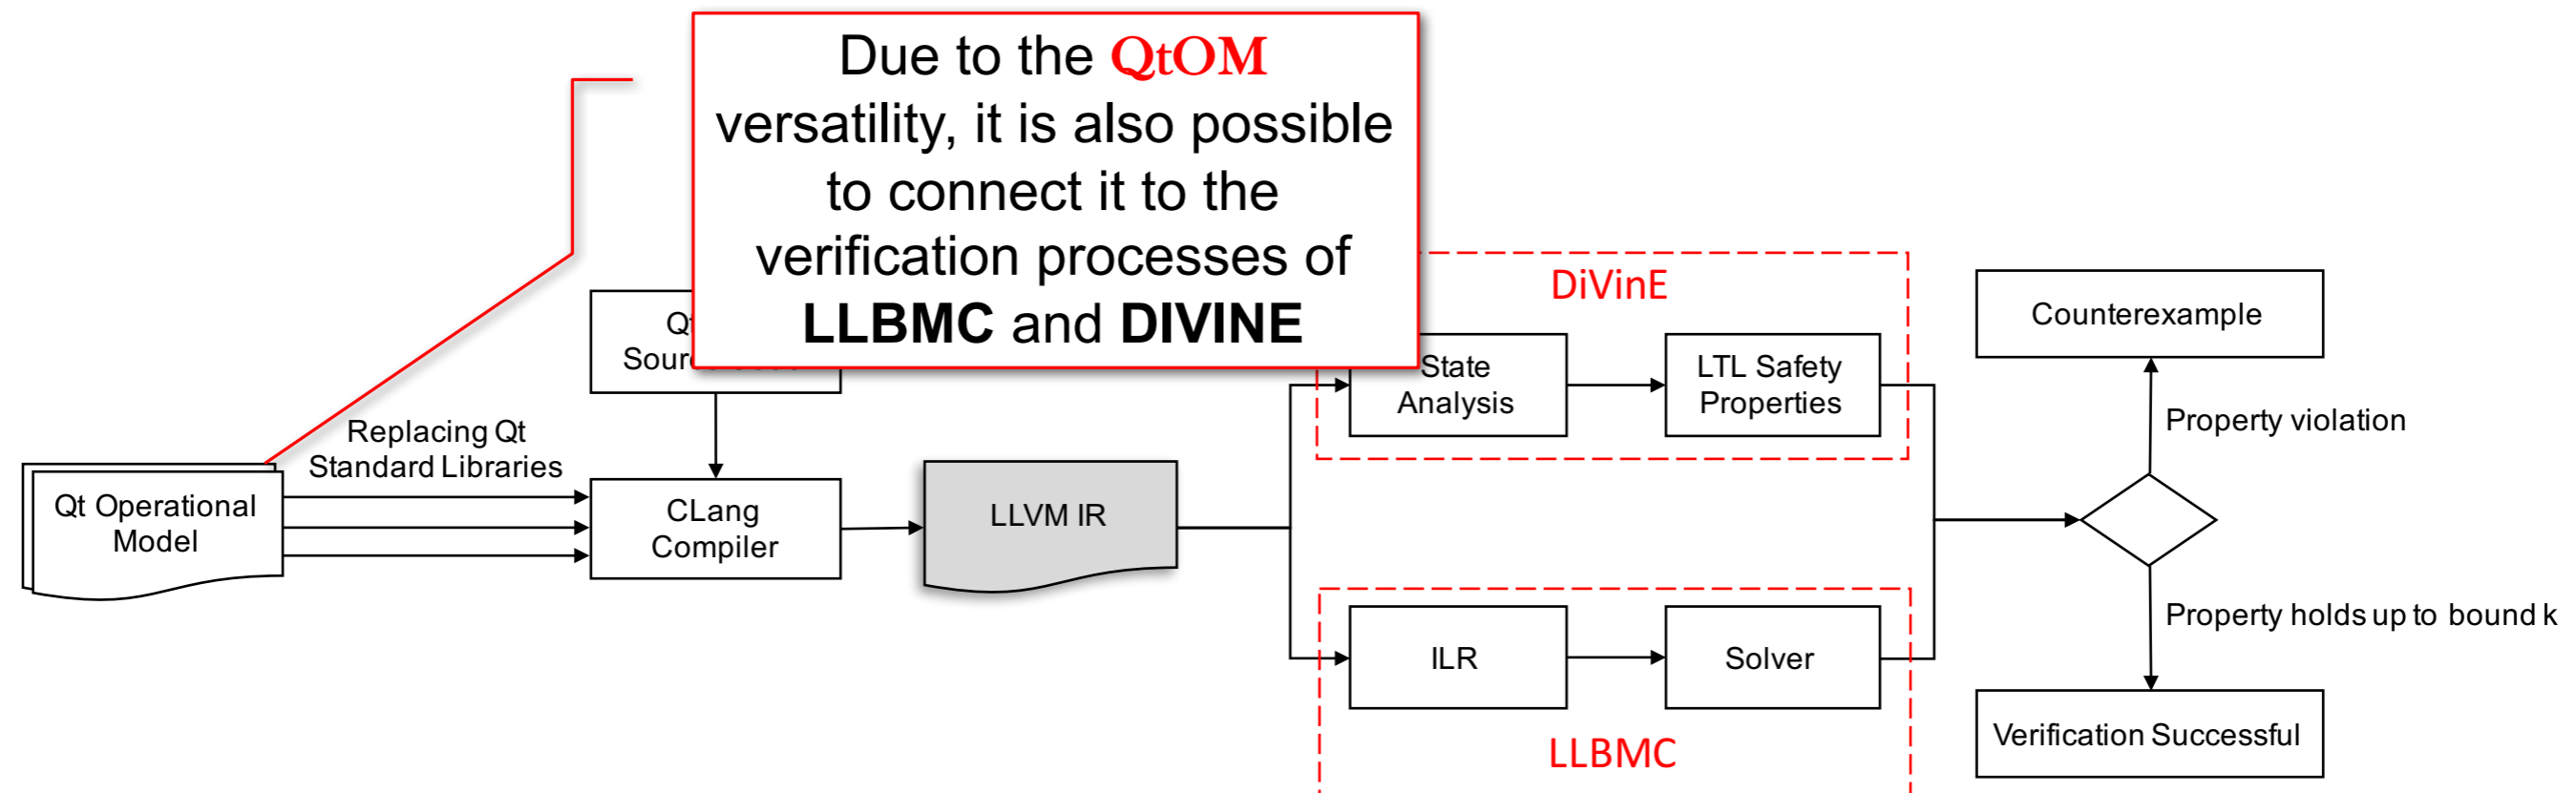 Due to the QtOM
versatility, it is also possible
to connect it to the
verification processes of
LLBMC and DIVINE
Replacing Qt
Standard Libraries
Qt Operational
Model
CLang
Compiler
LLVM IR
DiVinE
State
Analysis
LTL Safety
Properties
ILR
Solver
LLBMC
Counterexample
Property violation
Property holds up to bound k
Verification Successful